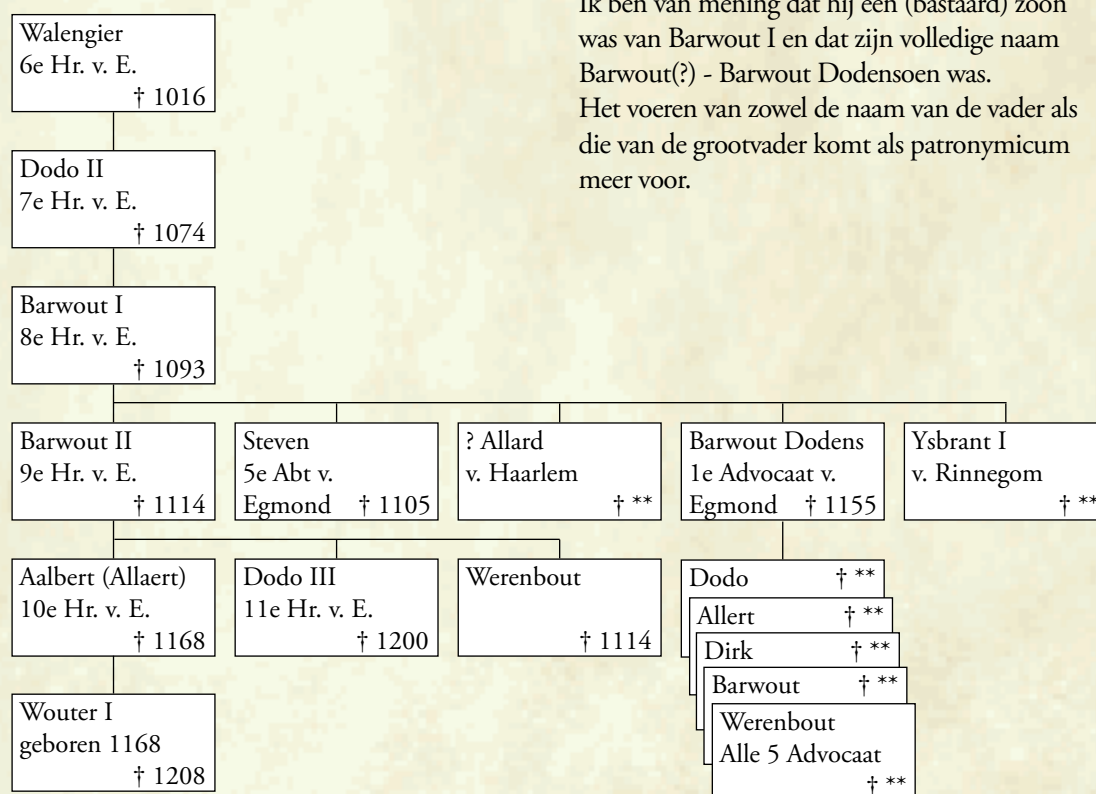 Ik ben van mening dat hij een (bastaard) zoon
was van Barwout I en dat zijn volledige naam
Barwout(?) - Barwout Dodensoen was.
Het voeren van zowel de naam van de vader als
die van de grootvader komt als patronymicum
meer voor.
Walengier
6e Hr. v. E.
† 1016
Dodo II
7e Hr. v. E.
† 1074
Barwout I
8e Hr. v. E.
† 1093
Barwout II
9e Hr. v. E.
† 1114
Steven
5e Abt v.
Egmond † 1105
? Allard
v. Haarlem
† **
Barwout Dodens
1e Advocaat v.
Egmond † 1155
Ysbrant I
v. Rinnegom
† **
Aalbert (Allaert)
10e Hr. v. E.
† 1168
Dodo III
11e Hr. v. E.
† 1200
Werenbout
† 1114
Dodo † **
Allert † **
Dirk † **
Barwout † **
Werenbout
Alle 5 Advocaat
† **
Wouter I
geboren 1168
† 1208